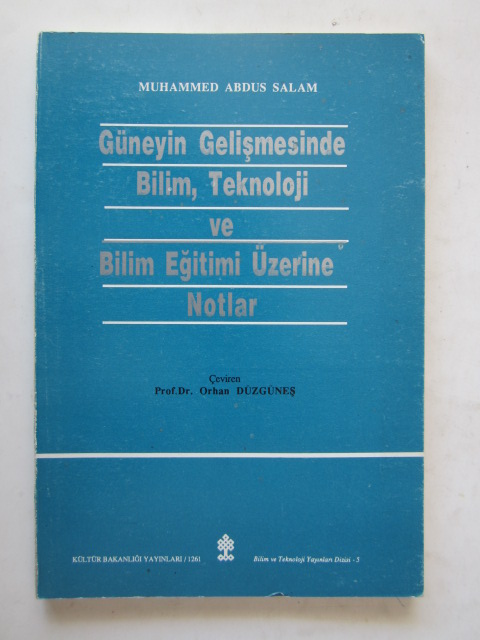 MUHAMMED ABDUS SALAM
Güneyin Gelişmesinde
Bilim, Teknoloji
ve
Bilim Eğitimi Üzerine
Notlar
Çeviren
Prof.Dr. Orhan DÜZGÜNEŞ
KÜLTÜR BAKANLIĞI YAYINLARI / 1261
Bilim ve Teknoloji Yayınları Dizisi - 5